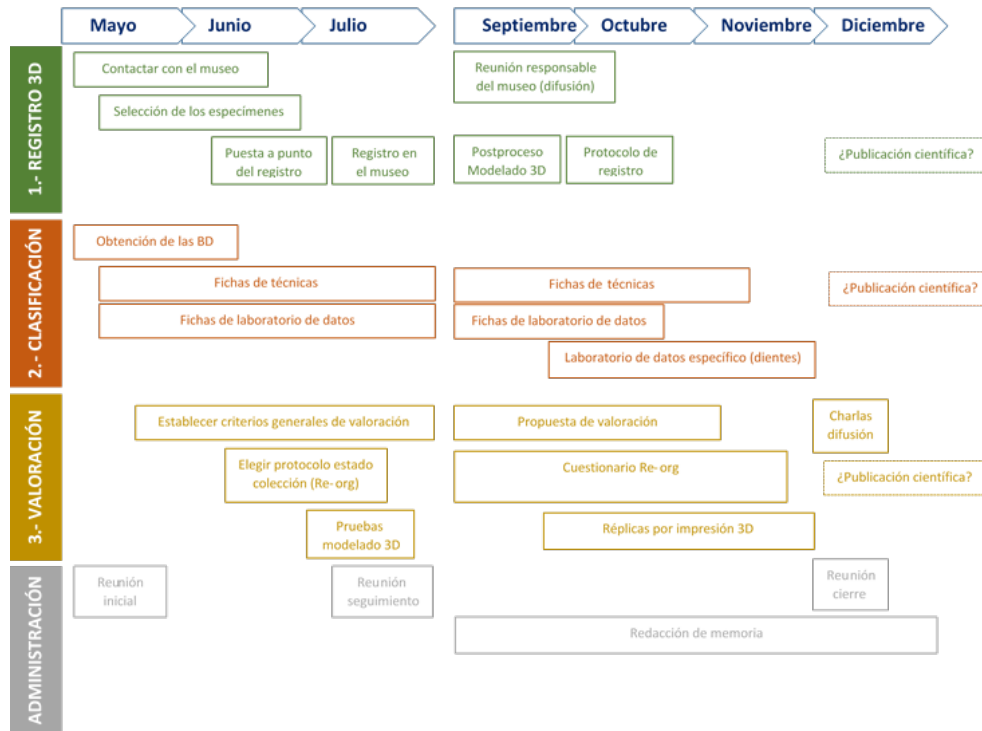 Mayo
Junio
Julio
Septiembre
Octubre
Noviembre
Diciembre
1.- REGISTRO 3D
Contactar con el museo
Reunión responsable
del museo (difusión)
Selección de los especímenes
Puesta a punto
del registro
Registro en
el museo
Postproceso
Modelado 3D
Protocolo de
registro
¿Publicación científica?
2.- CLASIFICACIÓN
Obtención de las BD
Fichas de técnicas
Fichas de técnicas
¿Publicación científica?
Fichas de laboratorio de datos
Fichas de laboratorio de datos
Laboratorio de datos específico (dientes)
3.- VALORACIÓN
Establecer criterios generales de valoración
Propuesta de valoración
Charlas
difusión
Elegir protocolo estado
colección (Re-org)
Cuestionario Re-org
¿Publicación científica?
Pruebas
modelado 3D
Réplicas por impresión 3D
ADMINISTRACIÓN
Reunión
inicial
Reunión
seguimiento
Reunión
cierre
Redacción de memoria